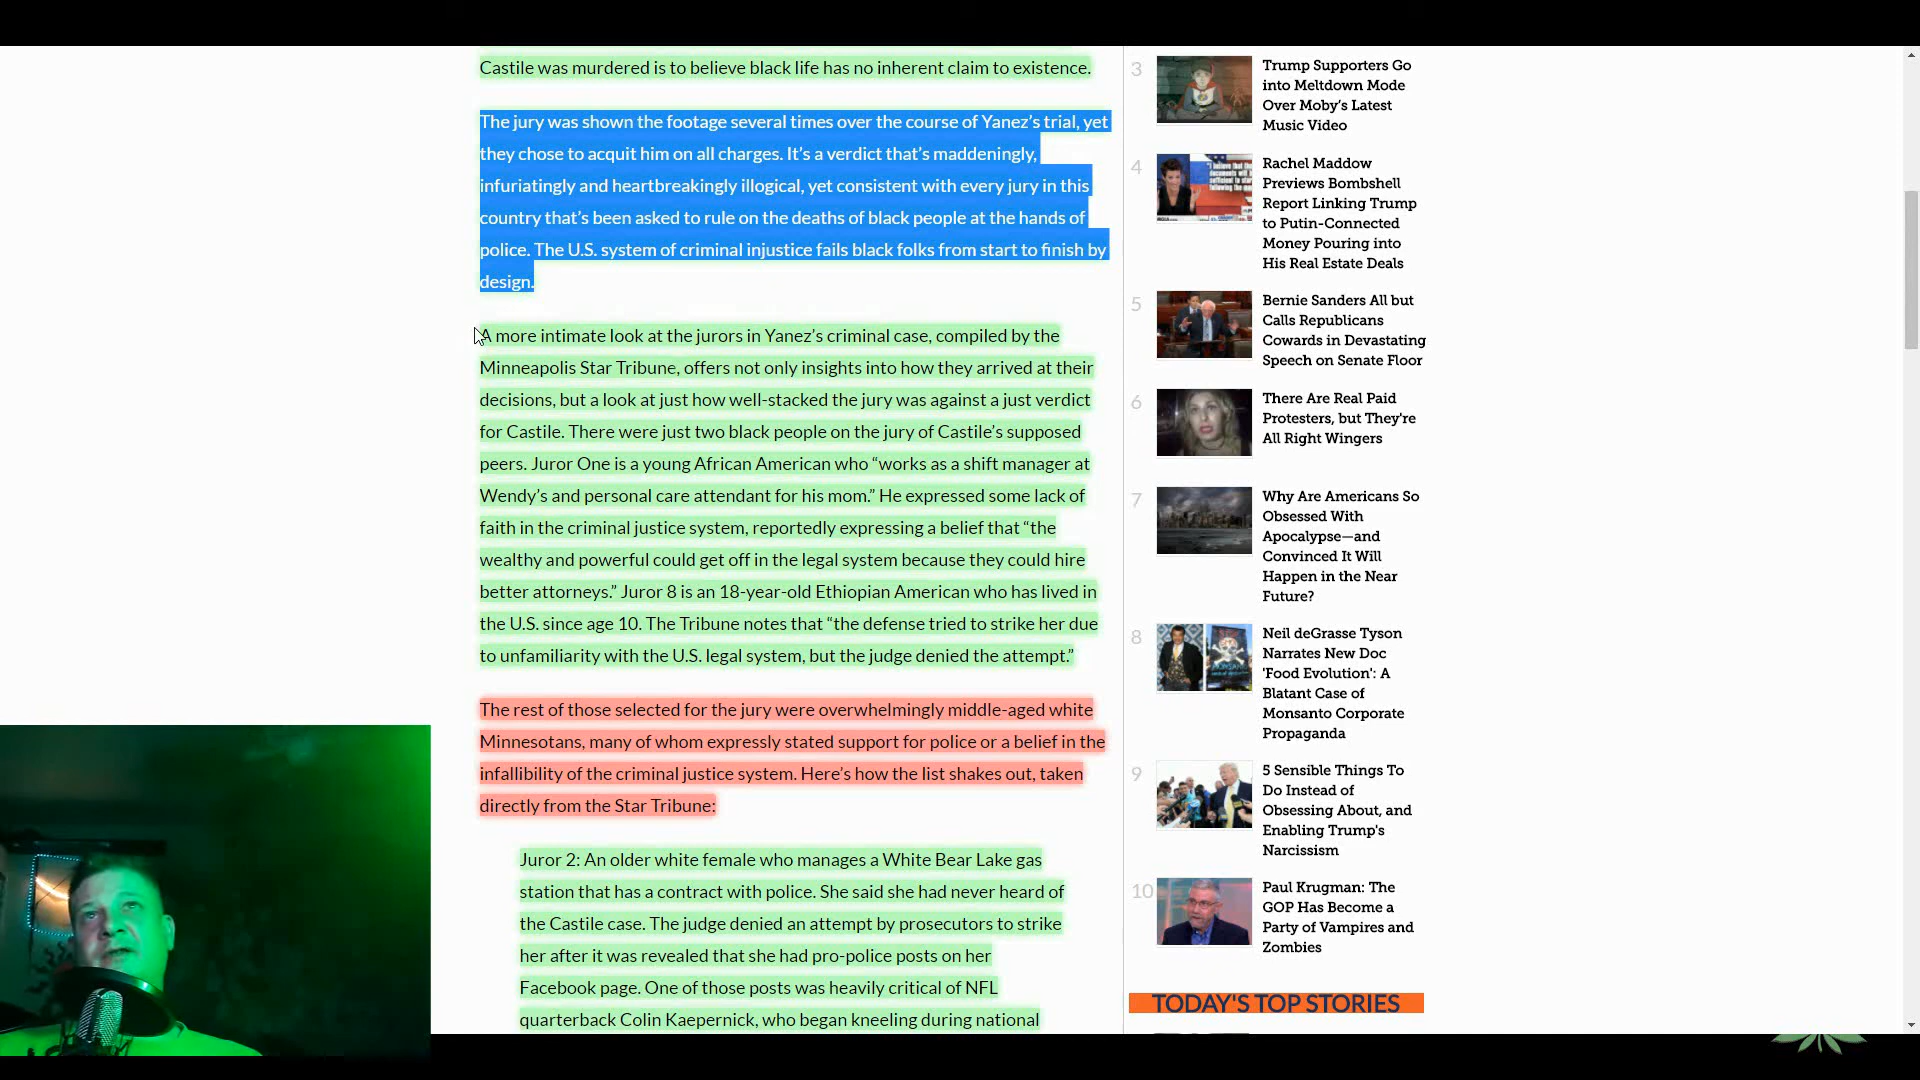 Castile was murdered is to believe black life has no inherent claim to existence.
The jury was shown the footage several times over the course of Yanez’s trial, yet
they chose to acquit him on all charges. It’s a verdict that’s maddeningly,
infuriatingly and heartbreakingly illogical, yet consistent with every jury in this
country that’s been asked to rule on the deaths of black people at the hands of
police. The U.S. system of criminal injustice fails black folks from start to finish by
design.
A more intimate look at the jurors in Yanez’s criminal case, compiled by the
Minneapolis Star Tribune, offers not only insights into how they arrived at their
decisions, but a look at just how well-stacked the jury was against a just verdict
for Castile. There were just two black people on the jury of Castile’s supposed
peers. Juror One is a young African American who “works as a shift manager at
Wendy’s and personal care attendant for his mom.” He expressed some lack of
faith in the criminal justice system, reportedly expressing a belief that “the
wealthy and powerful could get off in the legal system because they could hire
better attorneys.” Juror 8 is an 18-year-old Ethiopian American who has lived in
the U.S. since age 10. The Tribune notes that “the defense tried to strike her due
to unfamiliarity with the U.S. legal system, but the judge denied the attempt.”
The rest of those selected for the jury were overwhelmingly middle-aged white
Minnesotans, many of whom expressly stated support for police or a belief in the
infallibility of the criminal justice system. Here’s how the list shakes out, taken
directly from the Star Tribune:
Juror 2: An older white female who manages a White Bear Lake gas
station that has a contract with police. She said she had never heard of
the Castile case. The judge denied an attempt by prosecutors to strike
her after it was revealed that she had pro-police posts on her
Facebook page. One of those posts was heavily critical of NFL
quarterback Colin Kaepernick, who began kneeling during national
3
Trump Supporters Go
into Meltdown Mode
Over Moby’s Latest
Music Video
4
Rachel Maddow
Previews Bombshell
Report Linking Trump
to Putin-Connected
Money Pouring into
His Real Estate Deals
5
Bernie Sanders All but
Calls Republicans
Cowards in Devastating
Speech on Senate Floor
6
There Are Real Paid
Protesters, but They're
All Right Wingers
7
Why Are Americans So
Obsessed With
Apocalypse—and
Convinced It Will
Happen in the Near
Future?
8
Neil deGrasse Tyson
Narrates New Doc
'Food Evolution': A
Blatant Case of
Monsanto Corporate
Propaganda
9
5 Sensible Things To
Do Instead of
Obsessing About, and
Enabling Trump's
Narcissism
10
Paul Krugman: The
GOP Has Become a
Party of Vampires and
Zombies
TODAY'S TOP STORIES